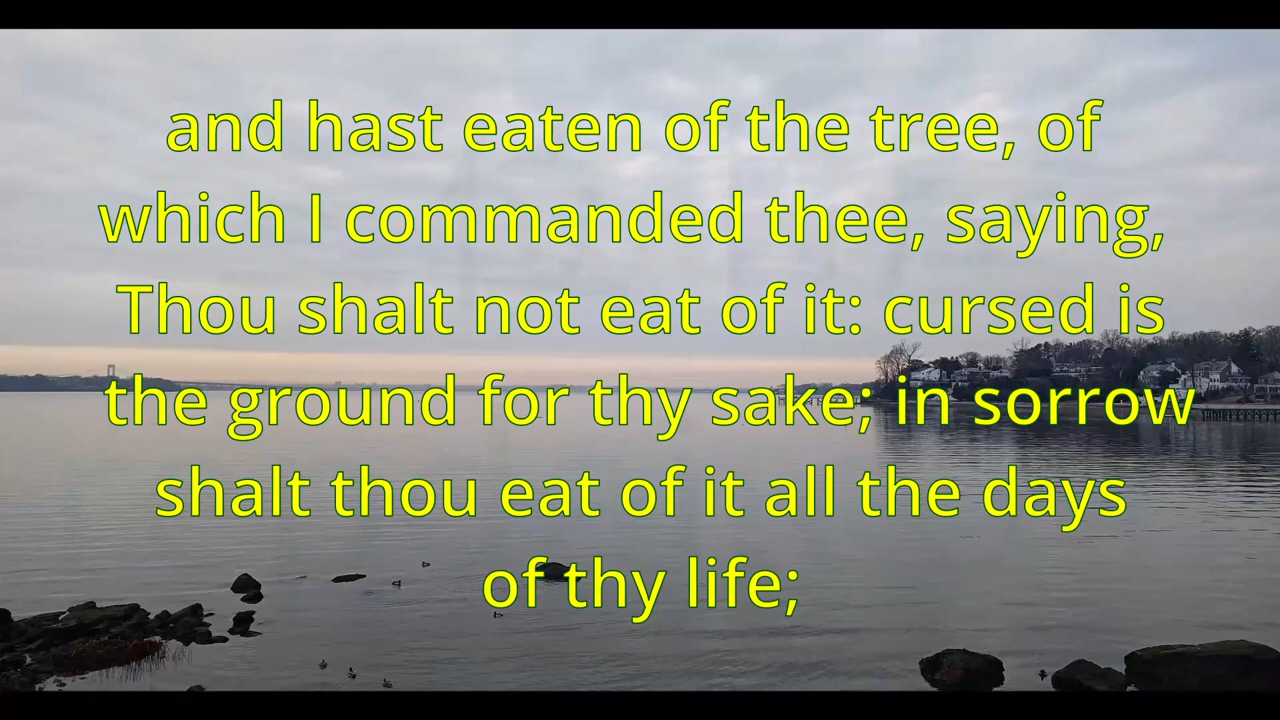 and hast eaten of the tree, of
which I commanded thee, saying,
Thou shalt not eat of it: cursed is
the ground for thy sake; in sorrow
shalt thou eat of it all the days
of thy life;